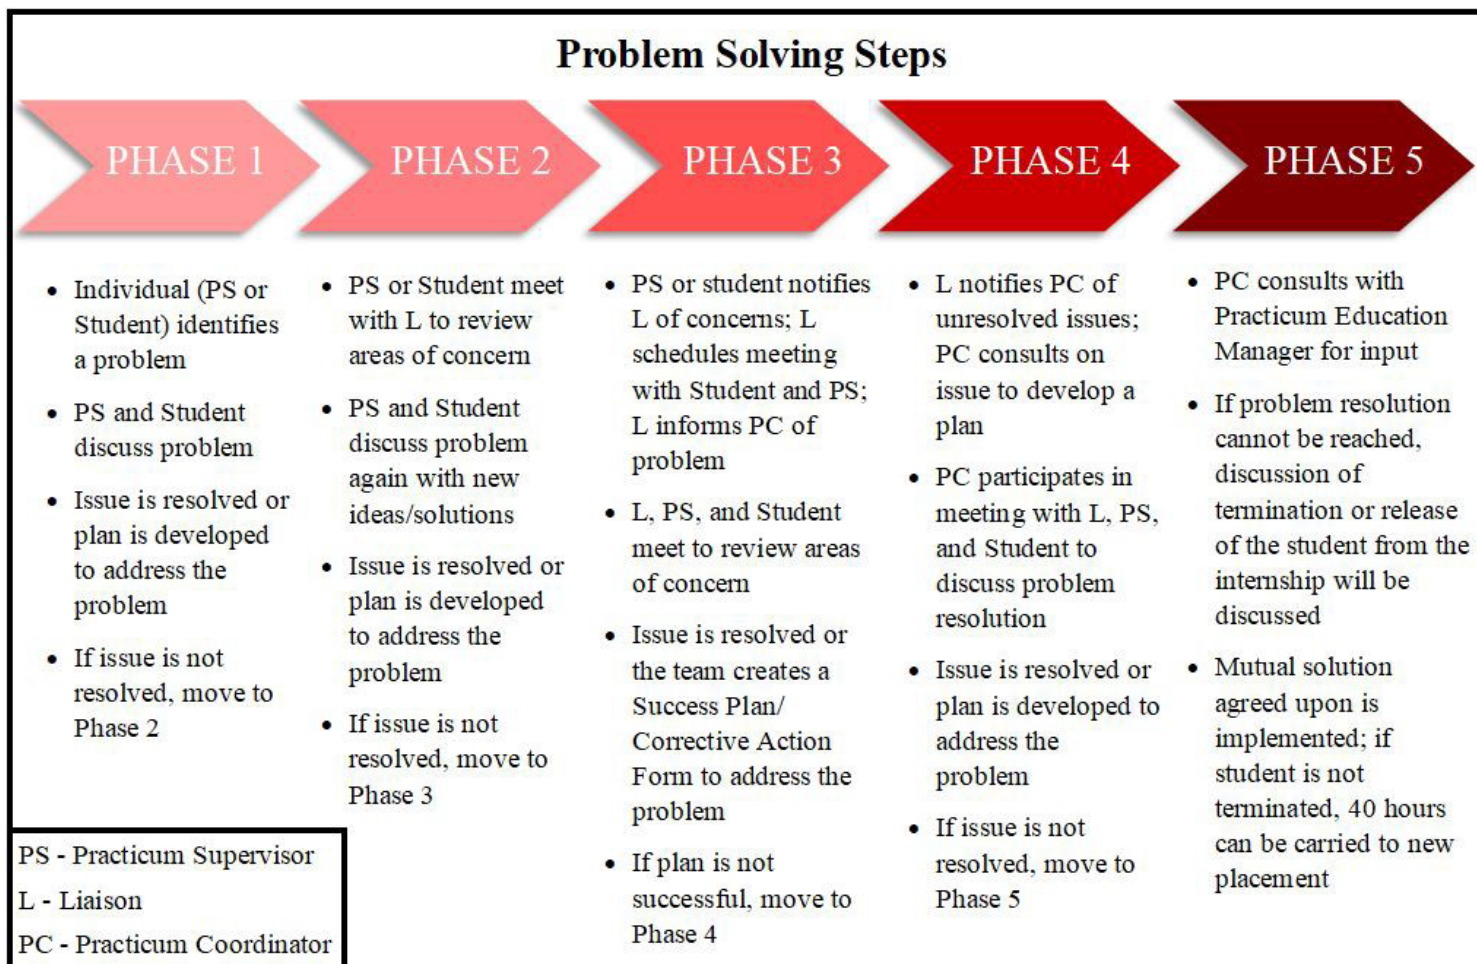 Problem Solving Steps
PHASE 1
PHASE 2
PHASE 3
PHASE 4
PHASE 5
• Individual (PS or
Student) identifies
a problem
• PS and Student
discuss problem
• Issue is resolved or
plan is developed
to address the
problem
• If issue is not
resolved, move to
Phase 2
• PS or Student meet
with L to review
areas of concern
• PS and Student
discuss problem
again with new
ideas/solutions
• Issue is resolved or
plan is developed
to address the
problem
• If issue is not
resolved, move to
Phase 3
• PS or student notifies
L of concerns; L
schedules meeting
with Student and PS;
L informs PC of
problem
• L, PS, and Student
meet to review areas
of concern
• Issue is resolved or
the team creates a
Success Plan/
Corrective Action
Form to address the
problem
• If plan is not
successful, move to
Phase 4
• L notifies PC of
unresolved issues;
PC consults on
issue to develop a
plan
• PC participates in
meeting with L, PS,
and Student to
discuss problem
resolution
• Issue is resolved or
plan is developed to
address the
problem
• If issue is not
resolved, move to
Phase 5
• PC consults with
Practicum Education
Manager for input
• If problem resolution
cannot be reached,
discussion of
termination or release
of the student from the
internship will be
discussed
• Mutual solution
agreed upon is
implemented; if
student is not
terminated, 40 hours
can be carried to new
placement
PS - Practicum Supervisor
L - Liaison
PC - Practicum Coordinator